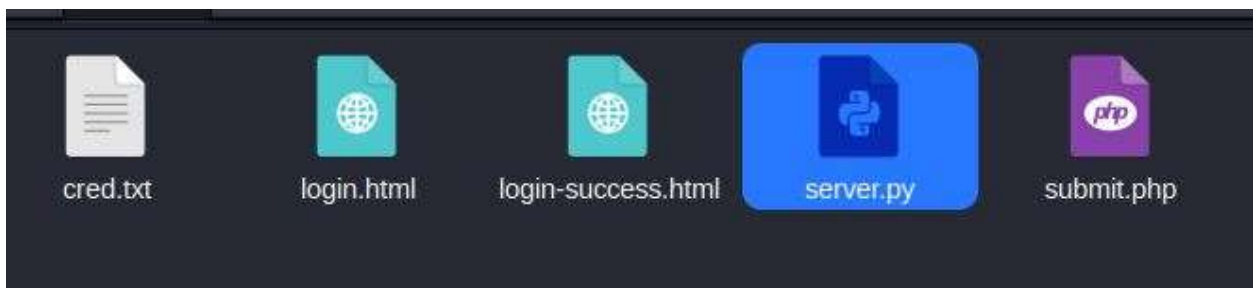 php
cred.txt
login.html
login-success.html
server.py
submit.php